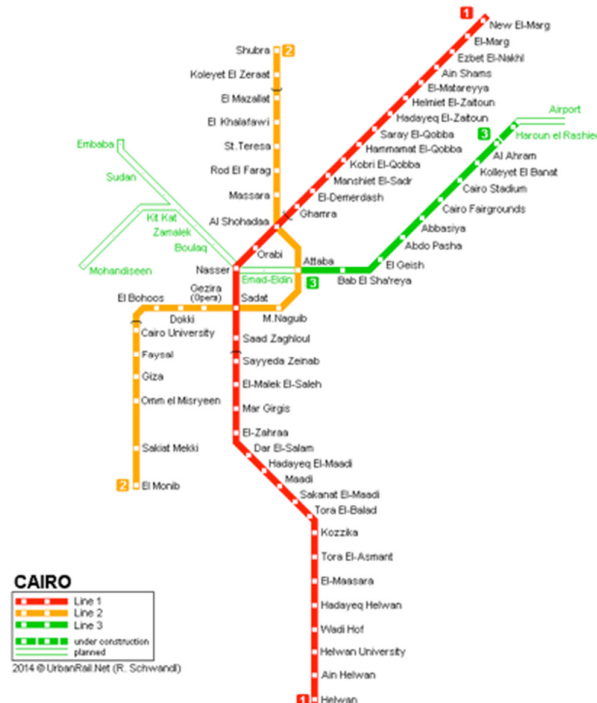 1
New El-Marg
El-Marg
Ezbet El-Nakhl
Ain Shams
El-Matareyya
Helmiet El-Zaitoun
Hadayeq El-Zaitoun
Saray El-Qobba
Hammamat El-Qobba
Kobri El-Qobba
Manshiet El-Sadr
El-Demerdash
Ghamra
2
Shubra
Koleyet El Zeraat
El Mazallat
El Khalafawi
St.Teresa
Rod El Farag
Massara
Al Shohadaa
Airport
3
Haroun el Rashied
Al Ahram
Kolleyet El Banat
Cairo Stadium
Cairo Fairgrounds
Abbasiya
Abdo Pasha
El Geish
Bab El Sha'reya
Attaba
3
Embaba
Sudan
Kit Kat
Zamalek
Boulaq
Mohandiseen
Orabi
Nasser
Emad-Eldin
Gezira
(Opera)
Sadat
M.Naguib
El Bohoos
Dokki
Cairo University
Faysal
Giza
Omm el Misryeen
Sakiat Mekki
2
El Monib
Saad Zaghloul
Sayyeda Zeinab
El-Malek El-Saleh
Mar Girgis
El-Zahraa
Dar El-Salam
Hadayeq El-Maadi
Maadi
Sakanat El-Maadi
Tora El-Balad
Kozzika
Tora El-Asmant
El-Maasara
Hadayeq Helwan
Wadi Hof
Helwan University
Ain Helwan
1
Helwan
CAIRO
Line 1
Line 2
Line 3
under construction
planned
2014 © UrbanRail.Net (R. Schwandl)